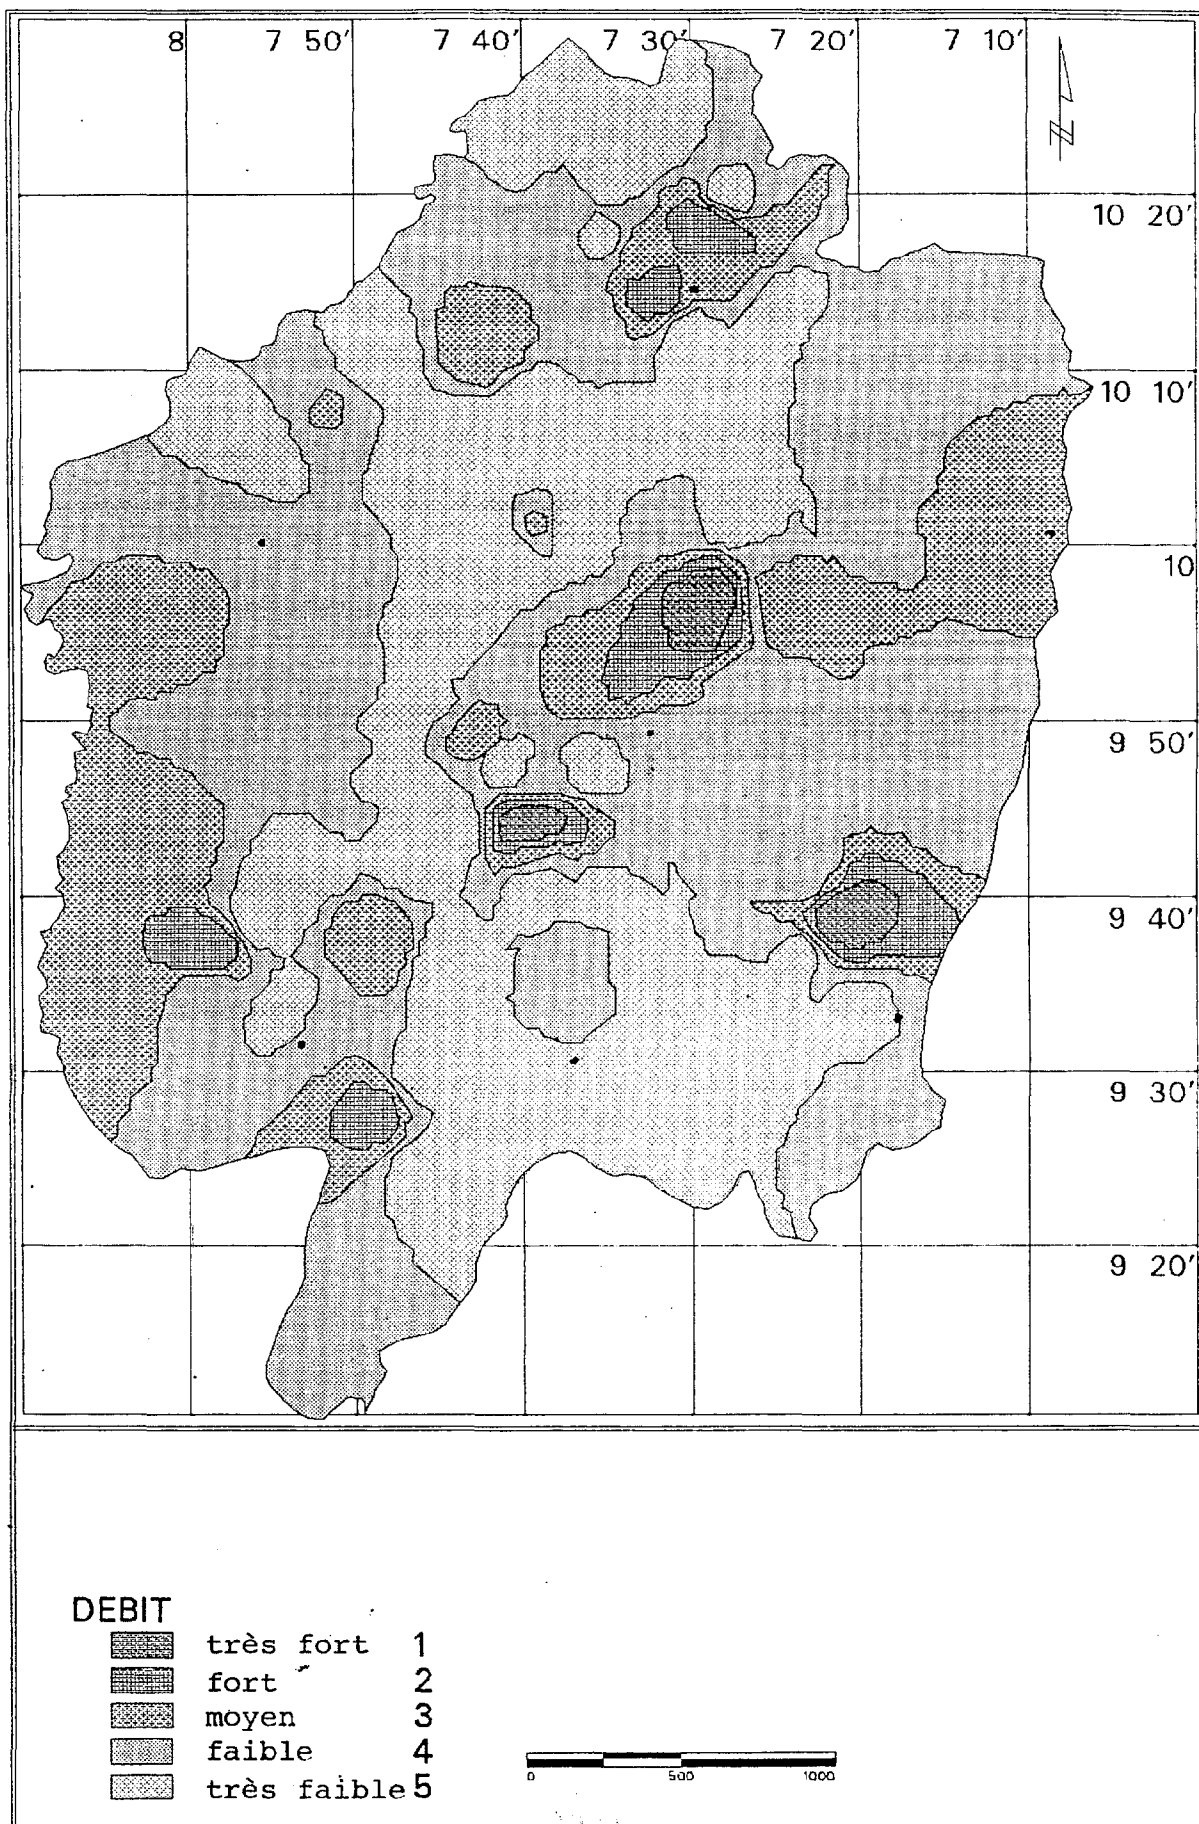 8 7 50' 7 40' 7 30' 7 20' 7 10'
N
10 20'
10 10'
10
9 50'
9 40'
9 30'
9 20'
DEBIT
très fort 1
fort 2
moyen 3
faible 4
très faible 5
0 500 1000